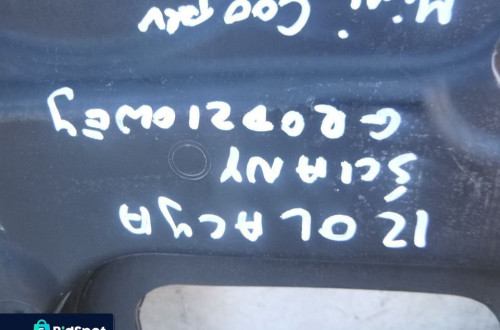 IZOLACJA
ŚCIANY
GRODZIOWEJ
Mini Cooper